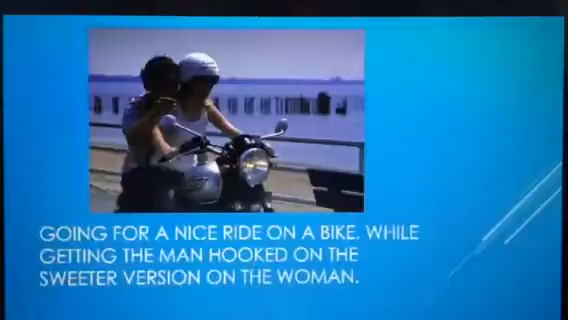 GOING FOR A NICE RIDE ON A BIKE. WHILE
GETTING THE MAN HOOKED ON THE
SWEETER VERSION ON THE WOMAN.